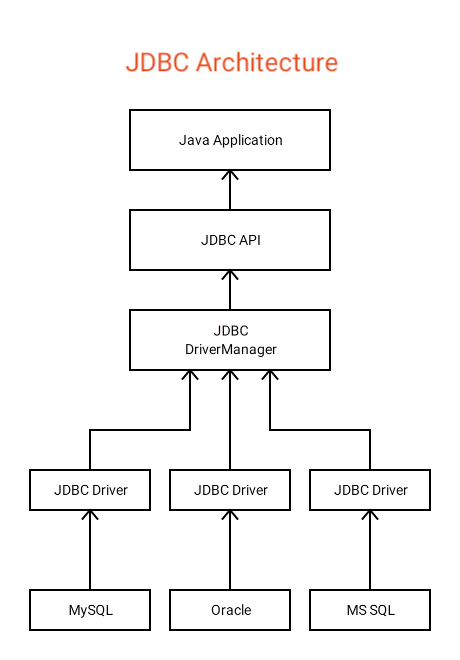 JDBC Architecture
Java Application
JDBC API
JDBC
DriverManager
JDBC Driver
JDBC Driver
JDBC Driver
MySQL
Oracle
MS SQL